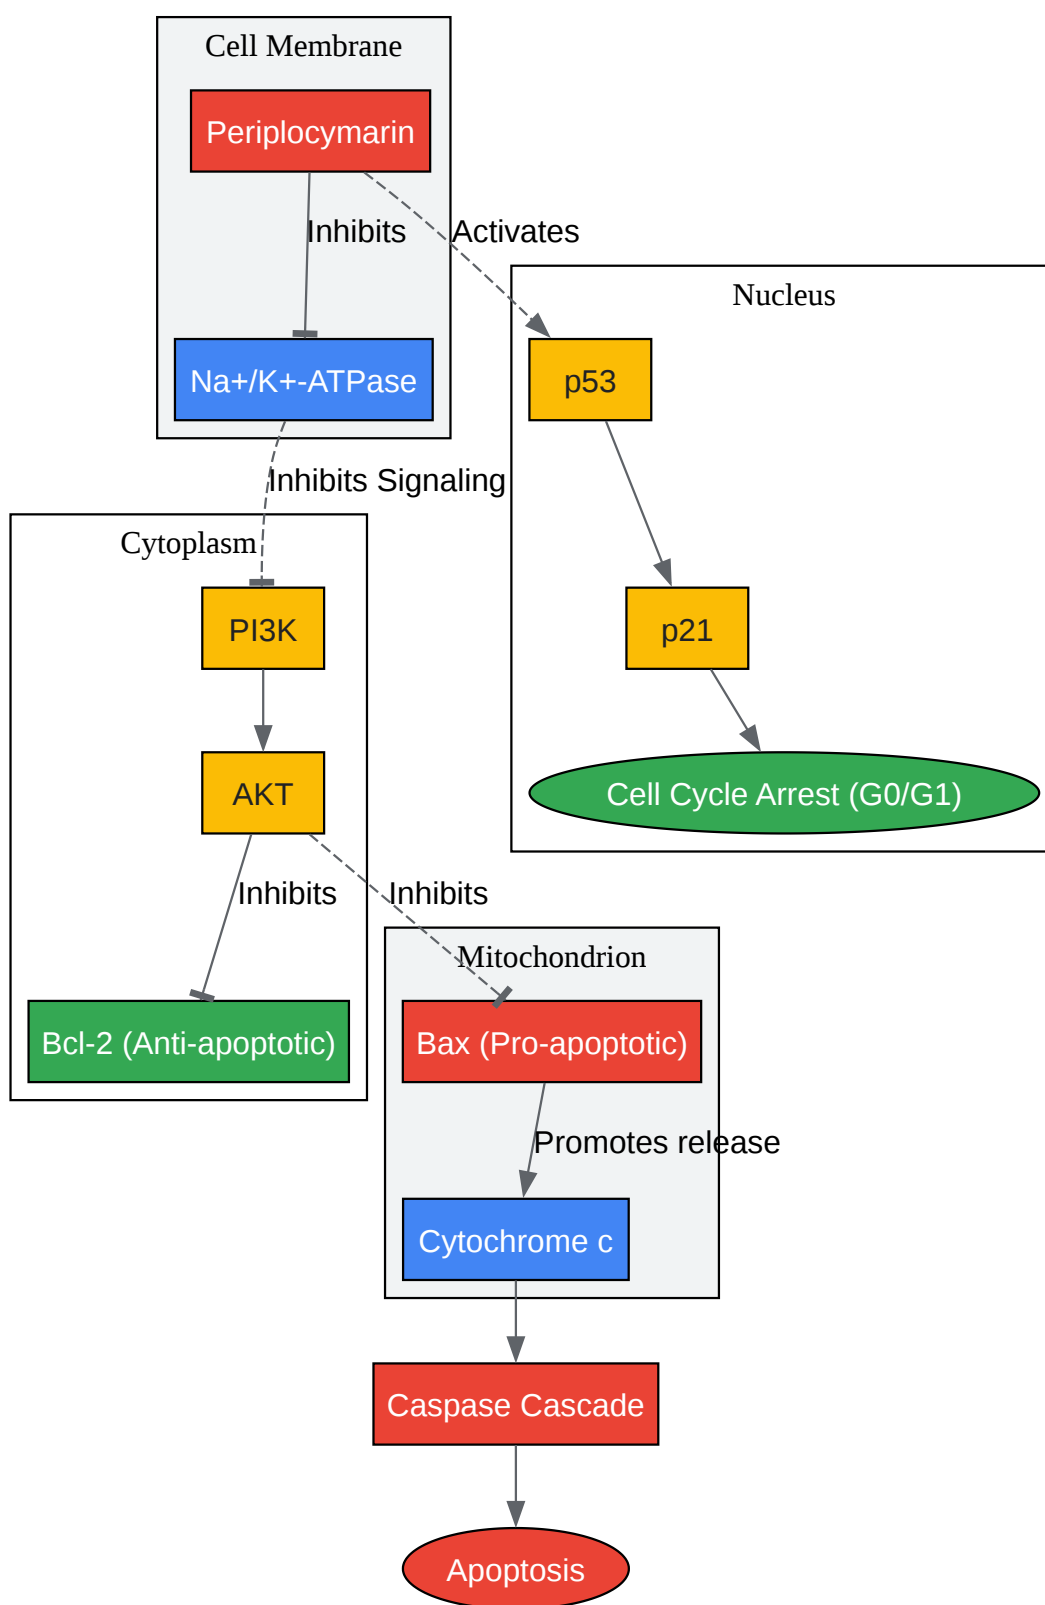 Cell Membrane
Periplocymarin
Inhibits
Activates
Nucleus
Na+/K+-ATPase
p53
Inhibits Signaling
Cytoplasm
PI3K
p21
AKT
Cell Cycle Arrest (G0/G1)
Inhibits
Inhibits
Mitochondrion
Bcl-2 (Anti-apoptotic)
Bax (Pro-apoptotic)
Promotes release
Cytochrome c
Caspase Cascade
Apoptosis